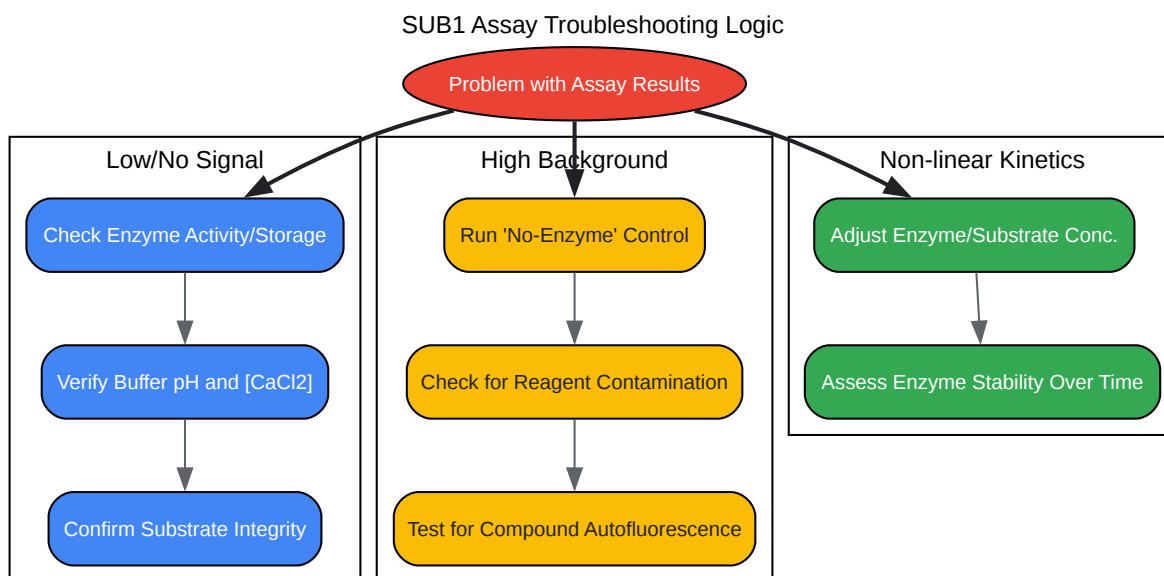 SUB1 Assay Troubleshooting Logic
Problem with Assay Results
Low/No Signal
Check Enzyme Activity/Storage
Verify Buffer pH and [CaCl2]
Confirm Substrate Integrity
High Background
Run 'No-Enzyme' Control
Check for Reagent Contamination
Test for Compound Autofluorescence
Non-linear Kinetics
Adjust Enzyme/Substrate Conc.
Assess Enzyme Stability Over Time